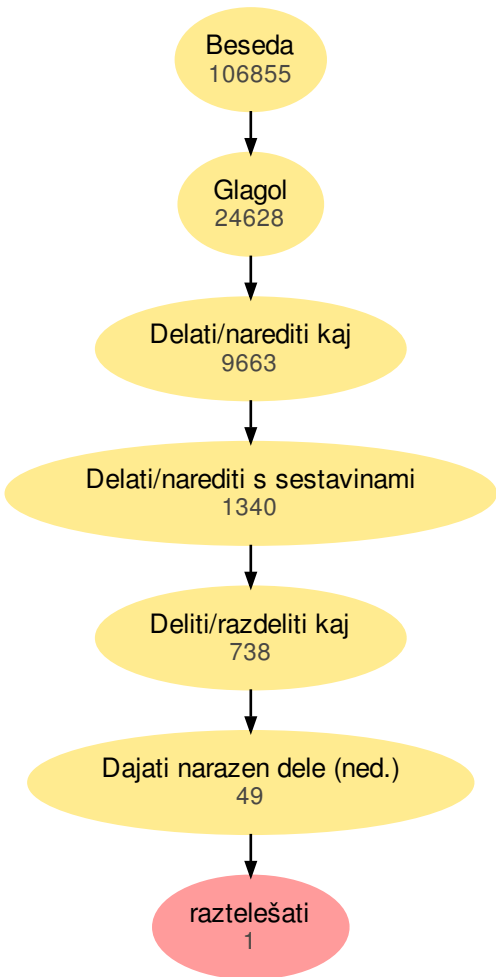 Beseda
106855
Glagol
24628
Delati/narediti kaj
9663
Delati/narediti s sestavinami
1340
Deliti/razdeliti kaj
738
Dajati narazen dele (ned.)
49
raztelešati
1